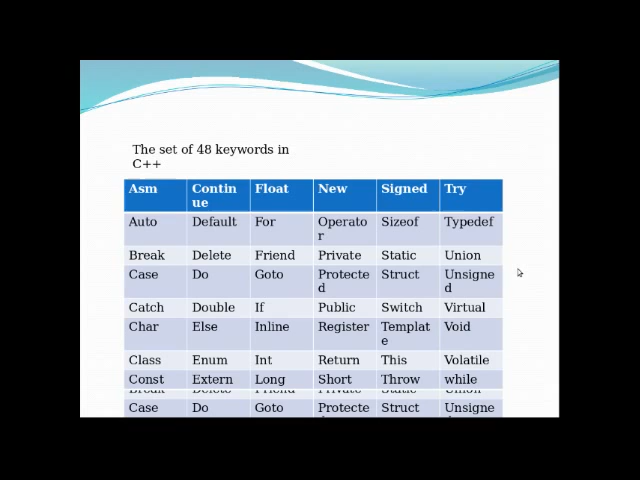 The set of 48 keywords in
C++
Asm Contin Float New Signed Try
ue
Auto Default For Operato Sizeof Typedef
r
Break Delete Friend Private Static Union
Case Do Goto Protecte Struct Unsigne
d d
Catch Double If Public Switch Virtual
Char Else Inline Register Templat Void
e
Class Enum Int Return This Volatile
Const Extern Long Short Throw while
Case Do Goto Protecte Struct Unsigne